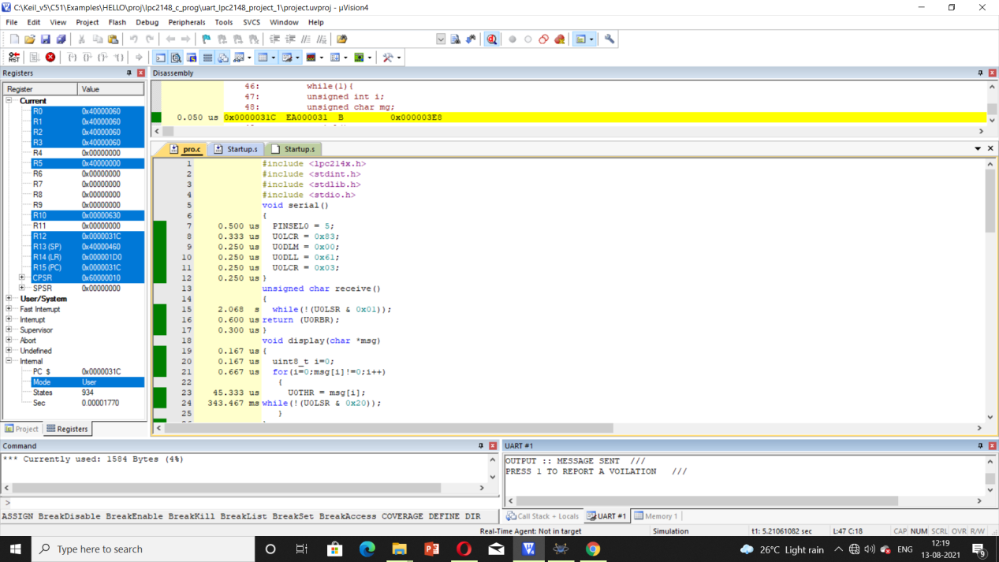 C:\Keil_v5\C51\Examples\HELLO\proj\lpc2148_c_prog\uart_lpc2148_project_1\project.uvproj - µVision4
File Edit View Project Flash Debug Peripherals Tools SVCS Window Help
Registers
Register Value
Current
R0 0x40000060
R1 0x40000060
R2 0x40000060
R3 0x40000060
R4 0x00000000
R5 0x40000000
R6 0x00000000
R7 0x00000000
R8 0x00000000
R9 0x00000000
R10 0x00000630
R11 0x00000000
R12 0x0000031C
R13 (SP) 0x40000460
R14 (LR) 0x000001D0
R15 (PC) 0x0000031C
CPSR 0x60000010
SPSR 0x00000000
User/System
Fast Interrupt
Interrupt
Supervisor
Abort
Undefined
Internal
PC $ 0x0000031C
Mode User
States 934
Sec 0.00001770
Project Registers
Disassembly
46: while(1){
47: unsigned int i;
48: unsigned char mg;
0.050 us 0x0000031C EA000031 B 0x000003E8
pro.c Startup.s Startup.s
1 #include <lpc214x.h>
2 #include <stdint.h>
3 #include <stdlib.h>
4 #include <stdio.h>
5 void serial()
6 {
7 0.500 us PINSEL0 = 5;
8 0.333 us U0LCR = 0x83;
9 0.250 us U0DLM = 0x00;
10 0.250 us U0DLL = 0x61;
11 0.250 us U0LCR = 0x03;
12 0.250 us }
13 unsigned char receive()
14 {
15 2.068 s while(!(U0LSR & 0x01));
16 0.600 us return (U0RBR);
17 0.300 us }
18 void display(char *msg)
19 0.167 us {
20 0.167 us uint8_t i=0;
21 0.667 us for(i=0;msg[i]!=0;i++)
22 {
23 45.333 us U0THR = msg[i];
24 343.467 ms while(!(U0LSR & 0x20));
25 }
Command
*** Currently used: 1584 Bytes (4%)
>
ASSIGN BreakDisable BreakEnable BreakKill BreakList BreakSet BreakAccess COVERAGE DEFINE DIR
UART #1
OUTPUT :: MESSAGE SENT ///
PRESS 1 TO REPORT A VOILATION ///
Call Stack + Locals UART #1 Memory 1
Real-Time Agent: Not in target Simulation t1: 5.21061082 sec L:47 C:18 CAP NUM SCRL OVR R/W
Type here to search
26°C Light rain ENG 12:19
13-08-2021
9